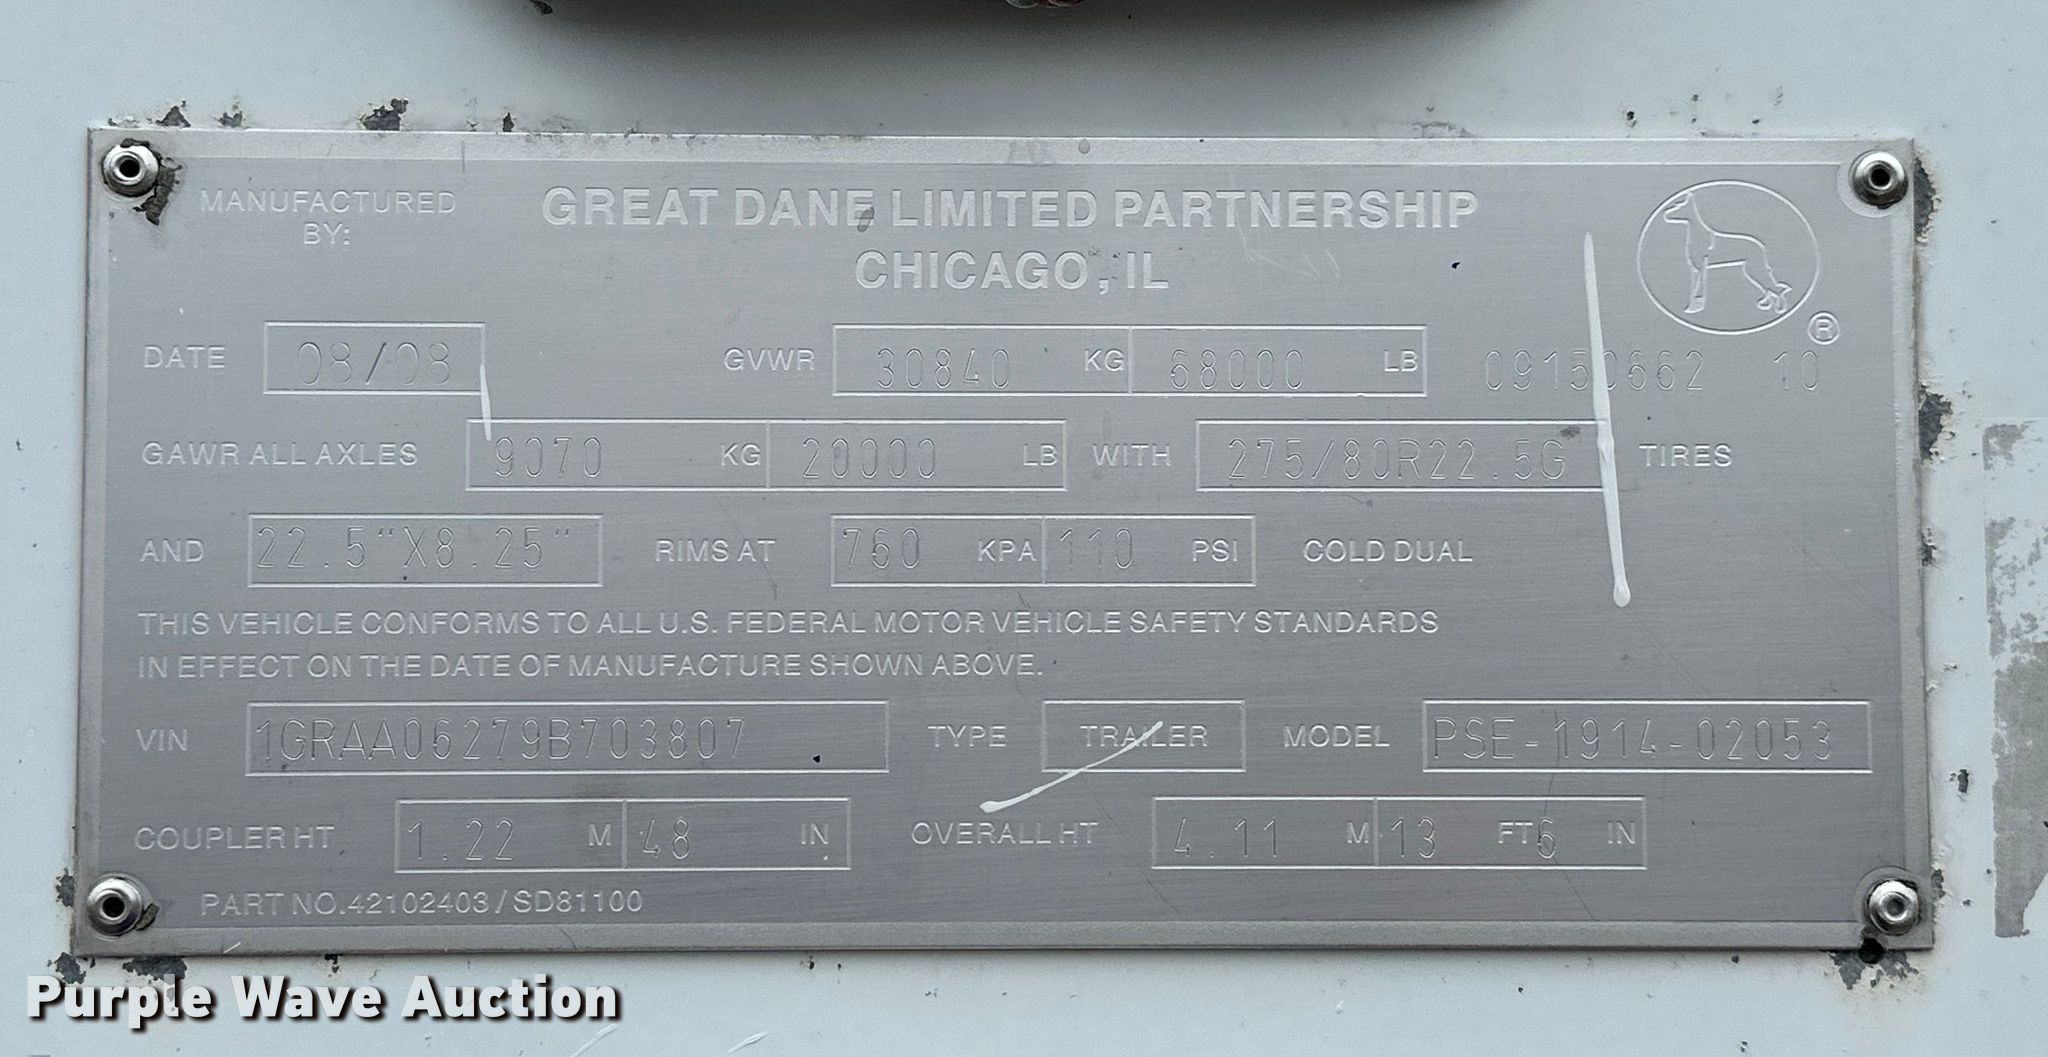 MANUFACTURED BY: GREAT DANE LIMITED PARTNERSHIP
CHICAGO, IL
®
DATE 08/08 GVWR 30840 KG 68000 LB 09150662 10
GAWR ALL AXLES 9070 KG 20000 LB WITH 275/80R22.5G TIRES
AND 22.5"X8.25" RIMS AT 760 KPA 110 PSI COLD DUAL
THIS VEHICLE CONFORMS TO ALL U.S. FEDERAL MOTOR VEHICLE SAFETY STANDARDS
IN EFFECT ON THE DATE OF MANUFACTURE SHOWN ABOVE.
VIN 1GRAA06279B703807 TYPE TRAILER MODEL PSE-1914-02053
COUPLER HT 1.22 M 48 IN OVERALL HT 4.11 M 13 FT 6 IN
PART NO.42102403/SD81100
Purple Wave Auction